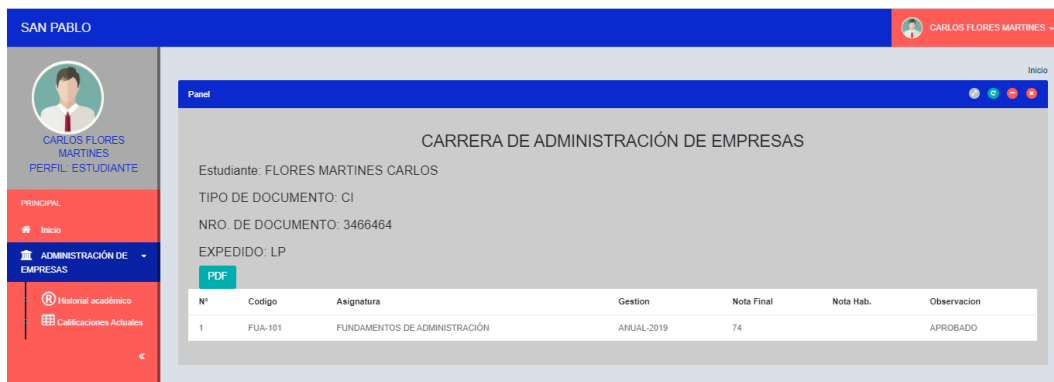 SAN PABLO
CARLOS FLORES MARTINES
CARLOS FLORES
MARTINES
PERFIL: ESTUDIANTE
PRINCIPAL
Inicio
ADMINISTRACIÓN DE
EMPRESAS
Historial académico
Calificaciones Actuales
Inicio
Panel
CARRERA DE ADMINISTRACIÓN DE EMPRESAS
Estudiante: FLORES MARTINES CARLOS
TIPO DE DOCUMENTO: CI
NRO. DE DOCUMENTO: 3466464
EXPEDIDO: LP
PDF
Nº Codigo Asignatura Gestion Nota Final Nota Hab. Observacion
1 FUA-101 FUNDAMENTOS DE ADMINISTRACIÓN ANUAL-2019 74 APROBADO